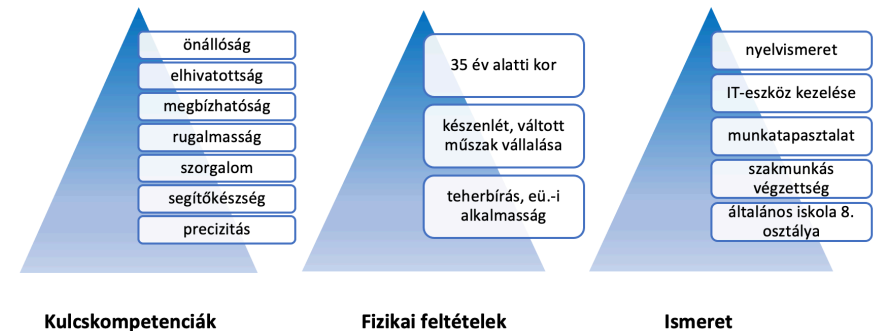 önállóság
elhivatottság
megbízhatóság
rugalmasság
szorgalom
segítőkészség
precizitás
Kulcskompetenciák
35 év alatti kor
készenlét, váltott
műszak vállalása
teherbírás, eü.-i
alkalmasság
Fizikai feltételek
nyelvismeret
IT-eszköz kezelése
munkatapasztalat
szakmunkás
végzettség
általános iskola 8.
osztálya
Ismeret